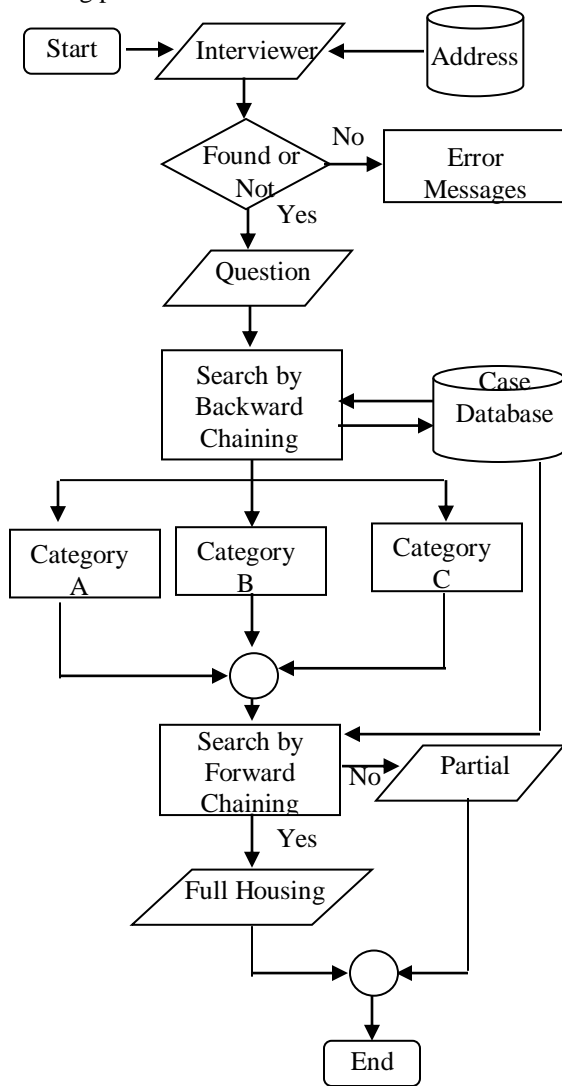 Start
Interviewer
Address
Found or
Not
No
Error
Messages
Yes
Question
Search by
Backward
Chaining
Case
Database
Category
A
Category
B
Category
C
Search by
Forward
Chaining
No
Partial
Yes
Full Housing
End